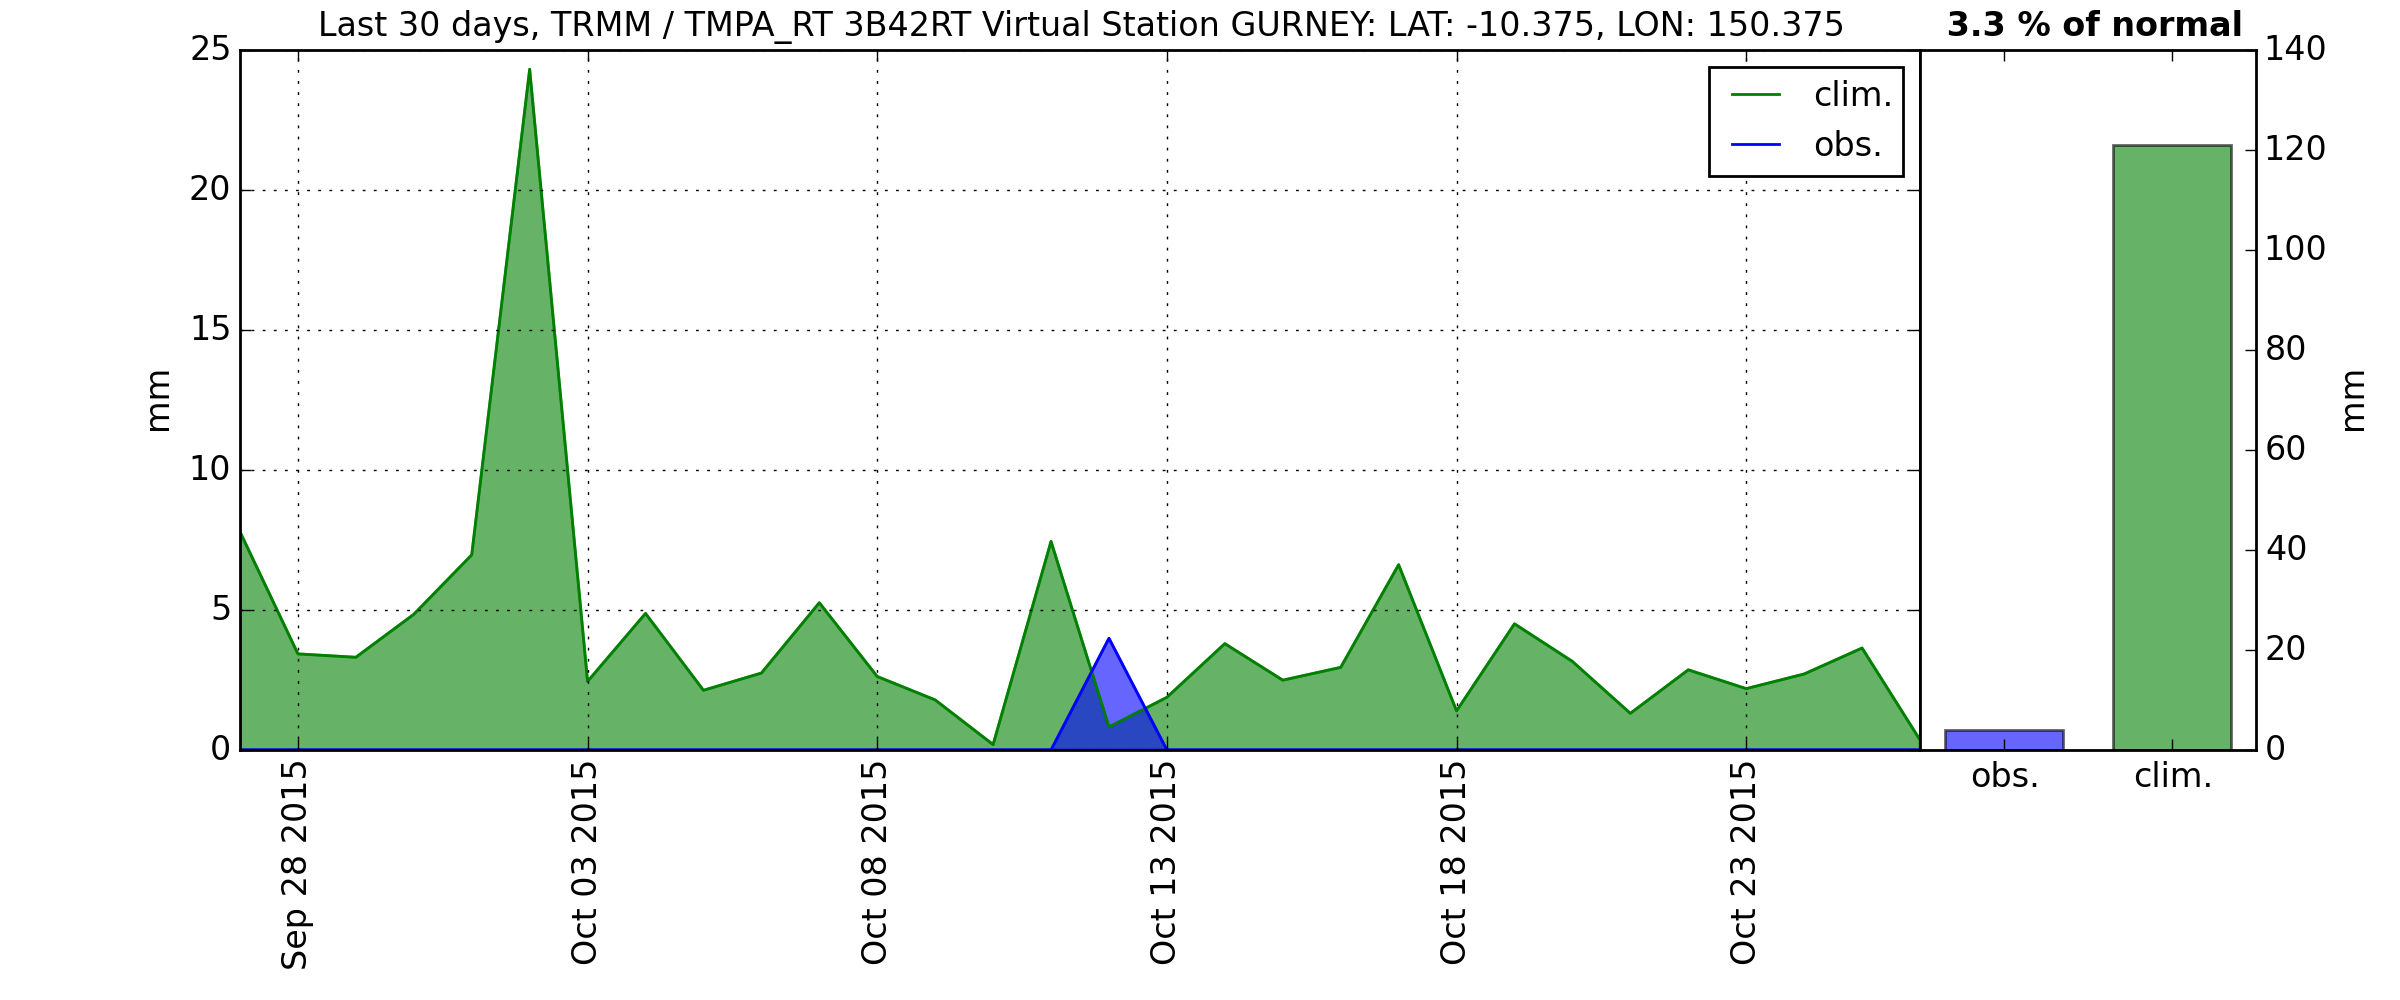 Last 30 days, TRMM / TMPA_RT 3B42RT Virtual Station GURNEY: LAT: -10.375, LON: 150.375
3.3 % of normal
25
20
15
10
5
0
mm
clim.
obs.
Sep 28 2015
Oct 03 2015
Oct 08 2015
Oct 13 2015
Oct 18 2015
Oct 23 2015
140
120
100
80
60
40
20
0
mm
obs.
clim.